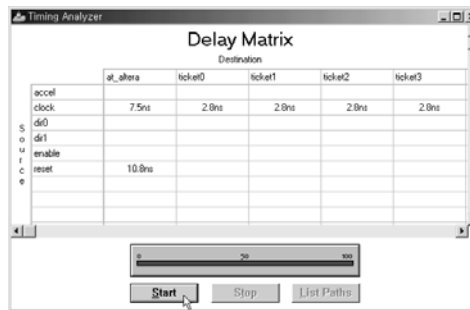 Timing Analyzer
Delay Matrix
Destination
at_altera ticket0 ticket1 ticket2 ticket3
Source
accel
clock 7.5ns 2.8ns 2.8ns 2.8ns 2.8ns
dir0
dir1
enable
reset 10.8ns
0 50 100
Start Stop List Paths